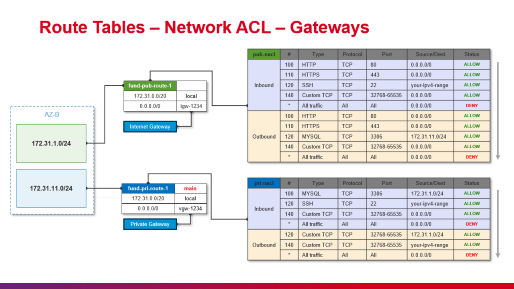 Route Tables – Network ACL – Gateways
AZ-B
172.31.1.0/24
172.31.11.0/24
fund-pub-route-1
172.31.0.0/20 local
0.0.0.0/0 igw-1234
Internet Gateway
fund-pri-route-1 main
172.31.0.0/20 local
0.0.0.0/0 vgw-1234
Private Gateway
pub-nacl # Type Protocol Port Source/Dest Status
Inbound
100 HTTP TCP 80 0.0.0.0/0 ALLOW
110 HTTPS TCP 443 0.0.0.0/0 ALLOW
120 SSH TCP 22 your-ipv4-range ALLOW
140 Custom TCP TCP 32768-65535 0.0.0.0/0 ALLOW
* All traffic All All 0.0.0.0/0 DENY
Outbound
100 HTTP TCP 80 0.0.0.0/0 ALLOW
110 HTTPS TCP 443 0.0.0.0/0 ALLOW
120 MYSQL TCP 3306 172.31.11.0/24 ALLOW
140 Custom TCP TCP 32768-65535 0.0.0.0/0 ALLOW
* All traffic All All 0.0.0.0/0 DENY
pri-nacl # Type Protocol Port Source/Dest Status
Inbound
100 MYSQL TCP 3306 172.31.1.0/24 ALLOW
120 SSH TCP 22 your-ipv4-range ALLOW
140 Custom TCP TCP 32768-65535 0.0.0.0/0 ALLOW
* All traffic All All 0.0.0.0/0 DENY
Outbound
120 Custom TCP TCP 32768-65535 172.31.1.0/24 ALLOW
140 Custom TCP TCP 32768-65535 your-ipv4-range ALLOW
* All traffic All All 0.0.0.0/0 DENY